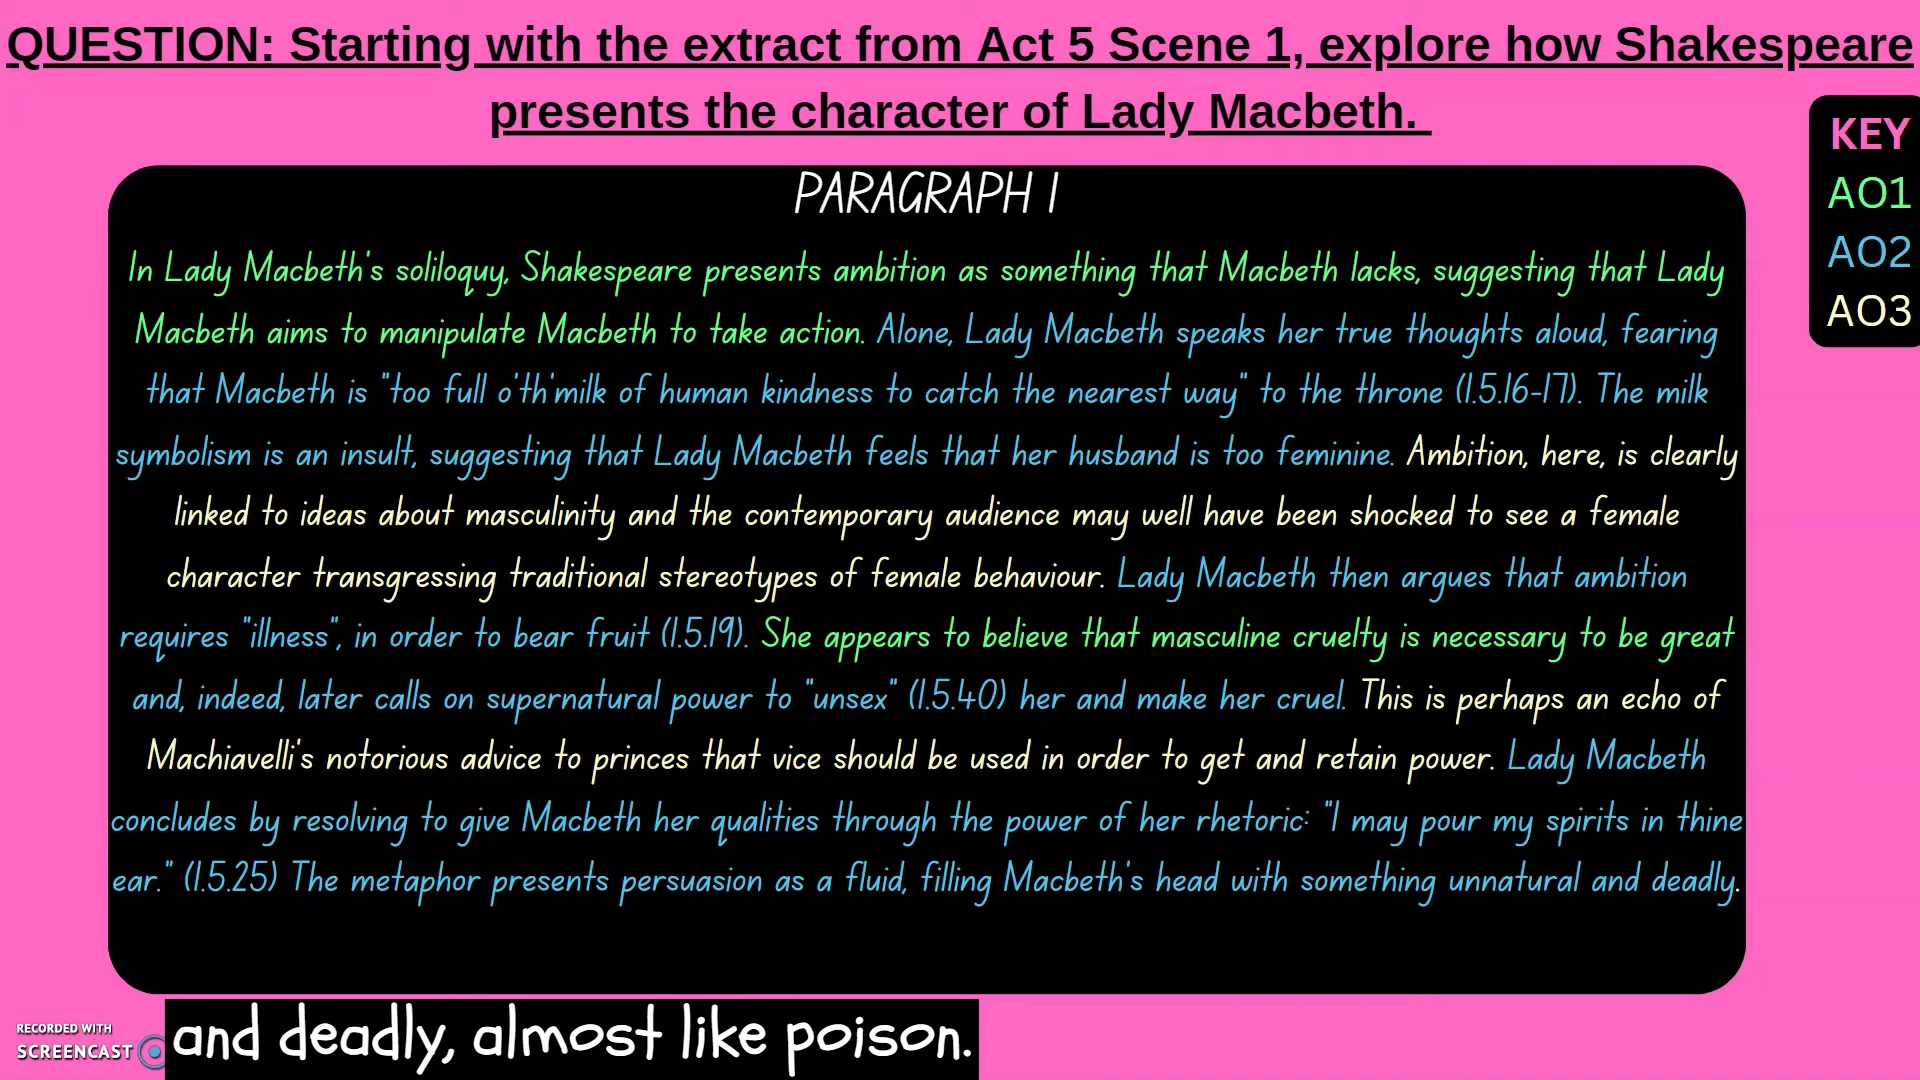 QUESTION: Starting with the extract from Act 5 Scene 1, explore how Shakespeare
presents the character of Lady Macbeth.
KEY
AO1
AO2
AO3
PARAGRAPH 1
In Lady Macbeth's soliloquy, Shakespeare presents ambition as something that Macbeth lacks, suggesting that Lady
Macbeth aims to manipulate Macbeth to take action. Alone, Lady Macbeth speaks her true thoughts aloud, fearing
that Macbeth is "too full o'th'milk of human kindness to catch the nearest way" to the throne (1.5.16-17). The milk
symbolism is an insult, suggesting that Lady Macbeth feels that her husband is too feminine. Ambition, here, is clearly
linked to ideas about masculinity and the contemporary audience may well have been shocked to see a female
character transgressing traditional stereotypes of female behaviour. Lady Macbeth then argues that ambition
requires "illness", in order to bear fruit (1.5.19). She appears to believe that masculine cruelty is necessary to be great
and, indeed, later calls on supernatural power to "unsex" (1.5.40) her and make her cruel. This is perhaps an echo of
Machiavelli's notorious advice to princes that vice should be used in order to get and retain power. Lady Macbeth
concludes by resolving to give Macbeth her qualities through the power of her rhetoric: "I may pour my spirits in thine
ear." (1.5.25) The metaphor presents persuasion as a fluid, filling Macbeth's head with something unnatural and deadly.
RECORDED WITH
SCREENCAST
and deadly, almost like poison.